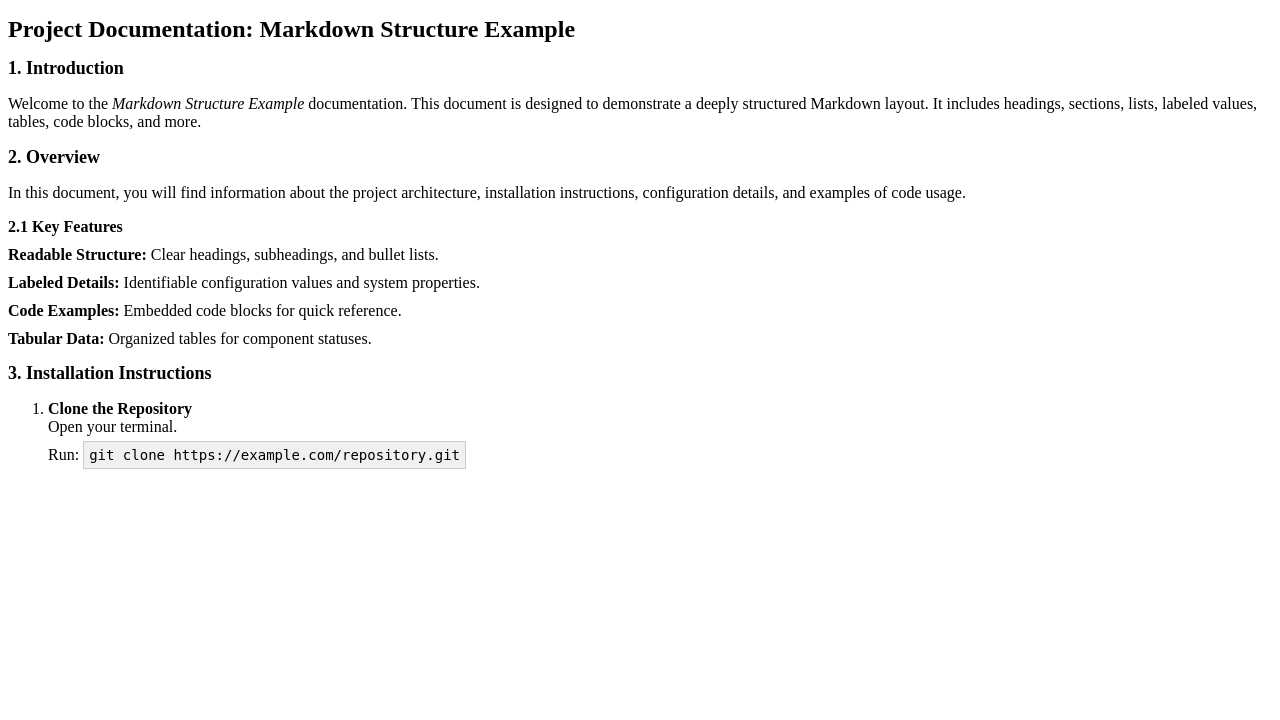 Project Documentation: Markdown Structure Example
1. Introduction
Welcome to the Markdown Structure Example documentation. This document is designed to demonstrate a deeply structured Markdown layout. It includes headings, sections, lists, labeled values,
tables, code blocks, and more.
2. Overview
In this document, you will find information about the project architecture, installation instructions, configuration details, and examples of code usage.
2.1 Key Features
Readable Structure: Clear headings, subheadings, and bullet lists.
Labeled Details: Identifiable configuration values and system properties.
Code Examples: Embedded code blocks for quick reference.
Tabular Data: Organized tables for component statuses.
3. Installation Instructions
1. Clone the Repository
Open your terminal.
Run: git clone https://example.com/repository.git